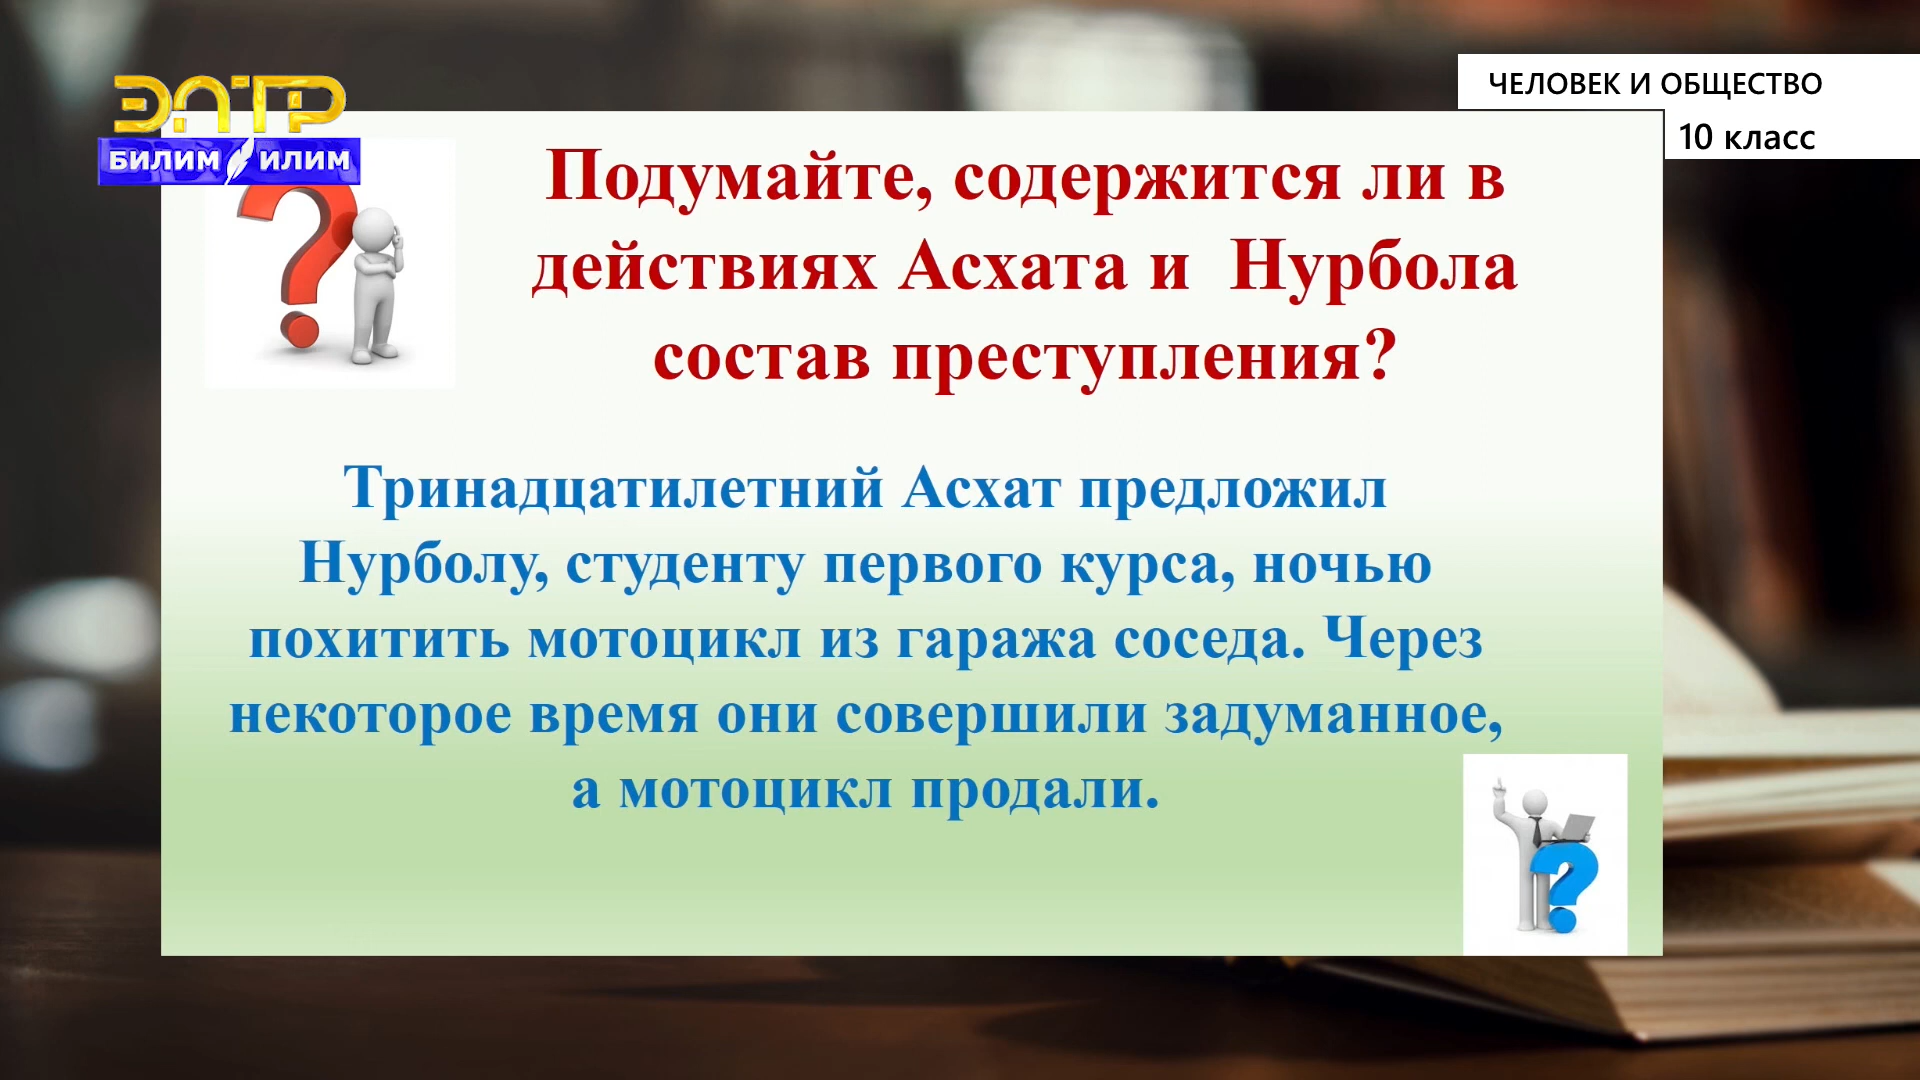 ЭЛТР
БИЛИМ ИЛИМ
ЧЕЛОВЕК И ОБЩЕСТВО
10 класс
Подумайте, содержится ли в
действиях Асхата и Нурбола
состав преступления?
Тринадцатилетний Асхат предложил
Нурболу, студенту первого курса, ночью
похитить мотоцикл из гаража соседа. Через
некоторое время они совершили задуманное,
а мотоцикл продали.